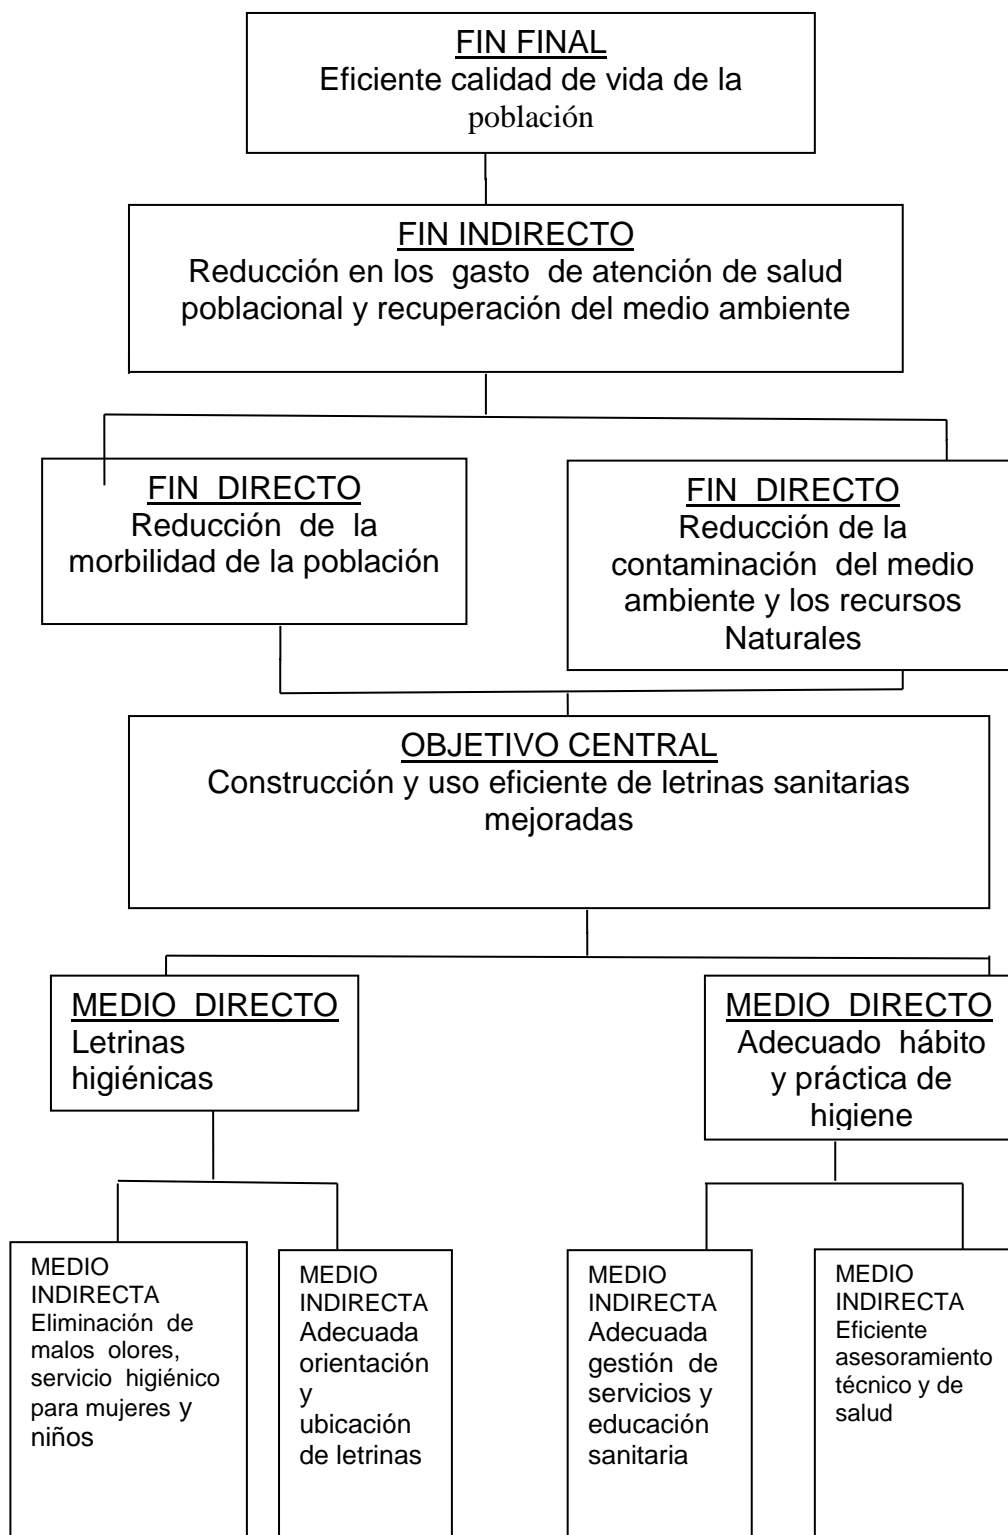 FIN FINAL
Eficiente calidad de vida de la
población
FIN INDIRECTO
Reducción en los  gasto  de atención de salud
poblacional y recuperación del medio ambiente
FIN  DIRECTO
Reducción  de  la
morbilidad de la población
FIN  DIRECTO
Reducción de la
contaminación  del medio
ambiente y los recursos
Naturales
OBJETIVO CENTRAL
Construcción y uso eficiente de letrinas sanitarias
mejoradas
MEDIO  DIRECTO
Letrinas
higiénicas
MEDIO  DIRECTO
Adecuado  hábito
y práctica de
higiene
MEDIO
INDIRECTA
Eliminación  de
malos  olores,
servicio  higiénico
para mujeres y
niños
MEDIO
INDIRECTA
Adecuada
orientación
y
ubicación
de letrinas
MEDIO
INDIRECTA
Adecuada
gestión  de
servicios y
educación
sanitaria
MEDIO
INDIRECTA
Eficiente
asesoramiento
técnico y de
salud